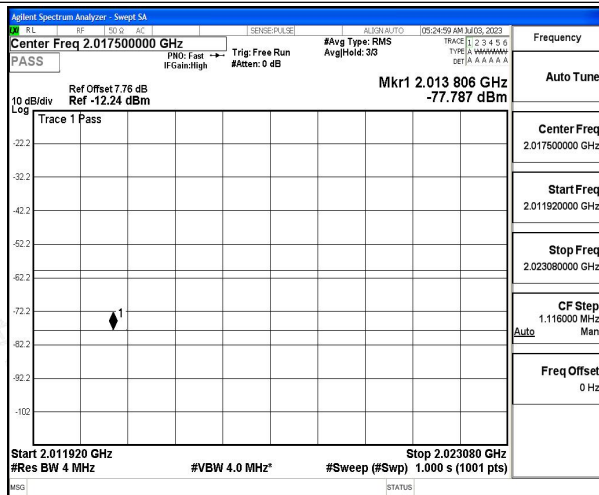 Agilent Spectrum Analyzer - Swept SA
RL RF 50 Ω AC SENSE:PULSE ALIGN AUTO 05:24:59 AM Jul 03, 2023
Center Freq 2.017500000 GHz
PASS
PNO: Fast
IFGain:High
Trig: Free Run
#Atten: 0 dB
#Avg Type: RMS
Avg|Hold: 3/3
TRACE 1 2 3 4 5 6
TYPE A WWWWW
DET A A A A A A
Ref Offset 7.76 dB
Ref -12.24 dBm
10 dB/div
Log
Mkr1 2.013 806 GHz
-77.787 dBm
Trace 1 Pass
-22.2
-32.2
-42.2
-52.2
-62.2
-72.2
-82.2
-92.2
-102
1
Start 2.011920 GHz
Stop 2.023080 GHz
#Res BW 4 MHz
#VBW 4.0 MHz*
#Sweep (#Swp) 1.000 s (1001 pts)
MSG
STATUS
Frequency
Auto Tune
Center Freq
2.017500000 GHz
Start Freq
2.011920000 GHz
Stop Freq
2.023080000 GHz
CF Step
1.116000 MHz
Auto Man
Freq Offset
0 Hz